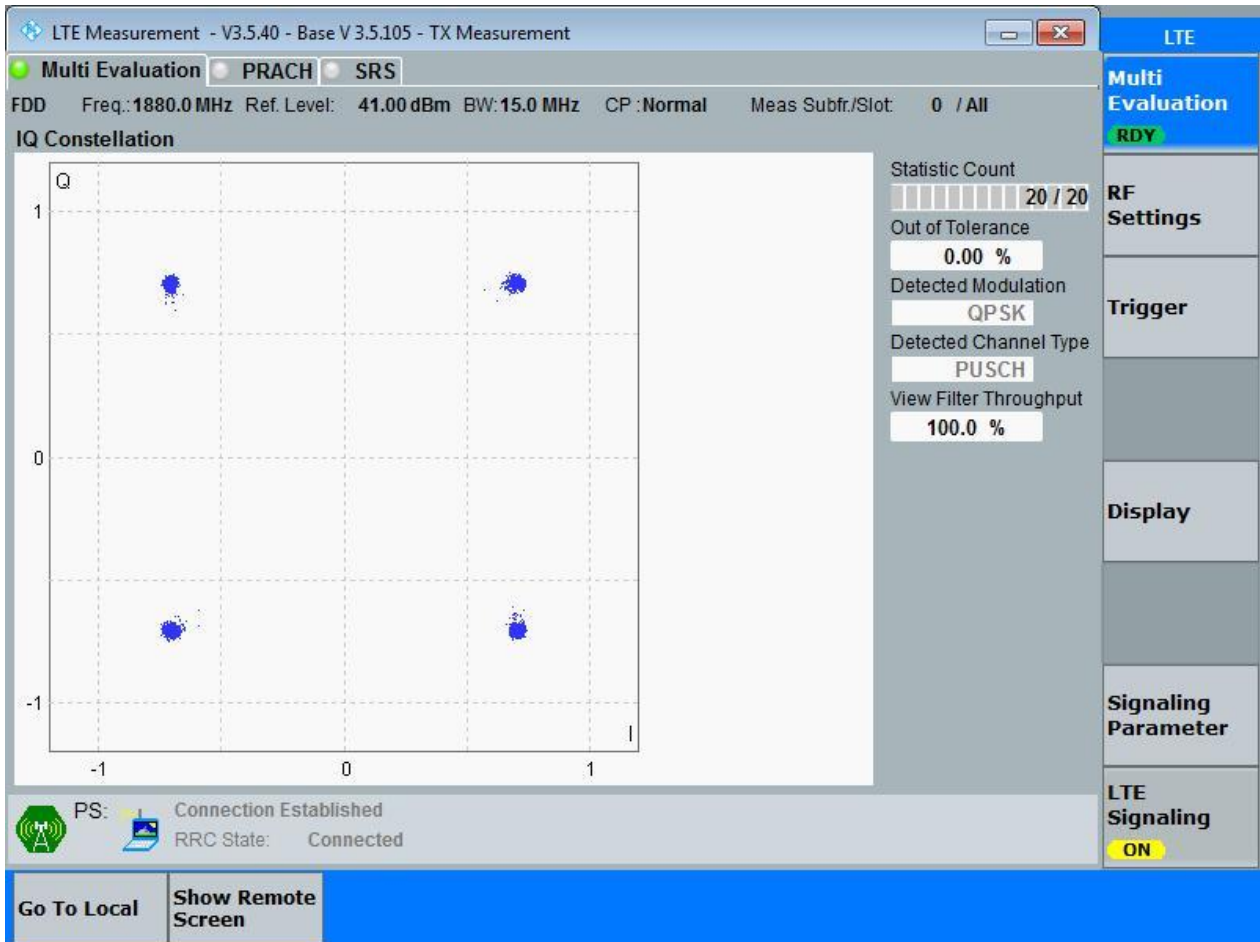 LTE Measurement - V3.5.40 - Base V 3.5.105 - TX Measurement
LTE
Multi Evaluation PRACH SRS
FDD Freq.: 1880.0 MHz Ref. Level: 41.00 dBm BW: 15.0 MHz CP : Normal Meas Subfr./Slot: 0 / All
IQ Constellation
Q
1
0
-1
I
-1 0 1
Statistic Count
20 / 20
Out of Tolerance
0.00 %
Detected Modulation
QPSK
Detected Channel Type
PUSCH
View Filter Throughput
100.0 %
Multi
Evaluation
RDY
RF
Settings
Trigger
Display
Signaling
Parameter
LTE
Signaling
ON
PS: Connection Established
RRC State: Connected
Go To Local
Show Remote
Screen